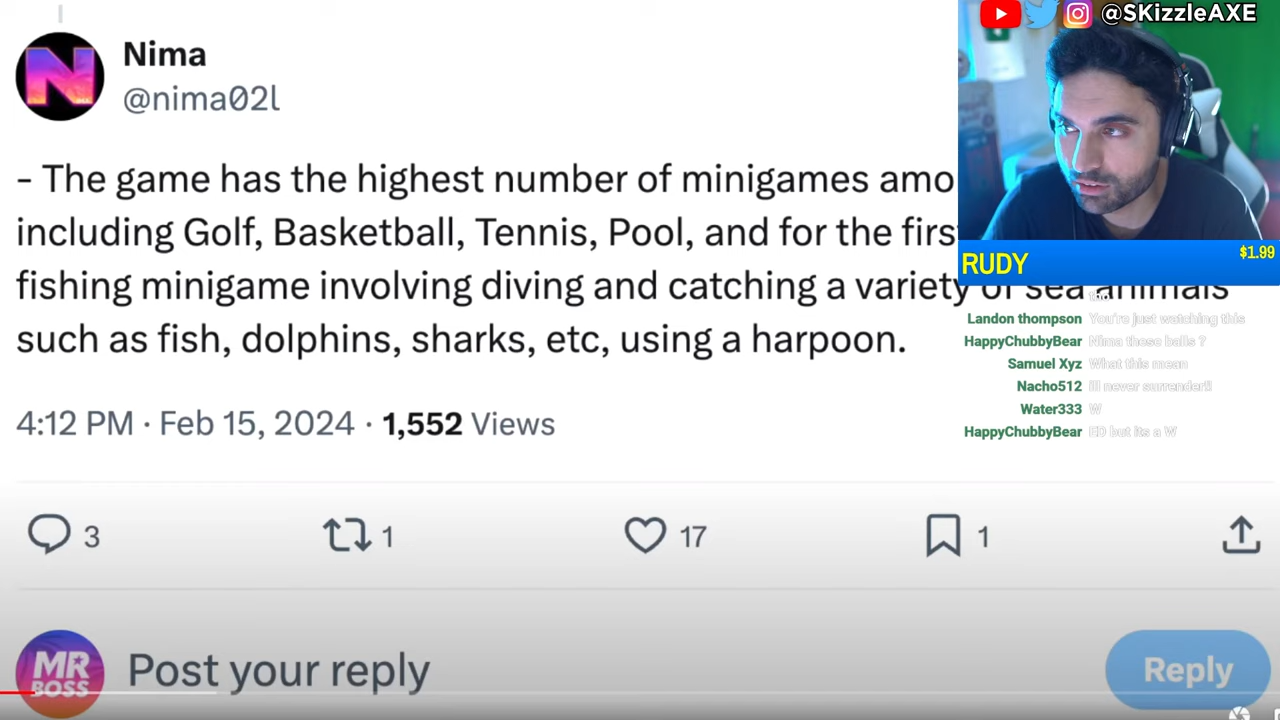 @SKizzleAXE
N
Nima
@nima02l
- The game has the highest number of minigames amo
including Golf, Basketball, Tennis, Pool, and for the firs
fishing minigame involving diving and catching a variety of sea animals
such as fish, dolphins, sharks, etc, using a harpoon.
4:12 PM · Feb 15, 2024 · 1,552 Views
3 1 17 1
MR BOSS
Post your reply
Reply
RUDY $1.99
Landon thompson You're just watching this
HappyChubbyBear Nima these balls ?
Samuel Xyz What this mean
Nacho512 ill never surrender!!
Water333 W
HappyChubbyBear ED but its a W